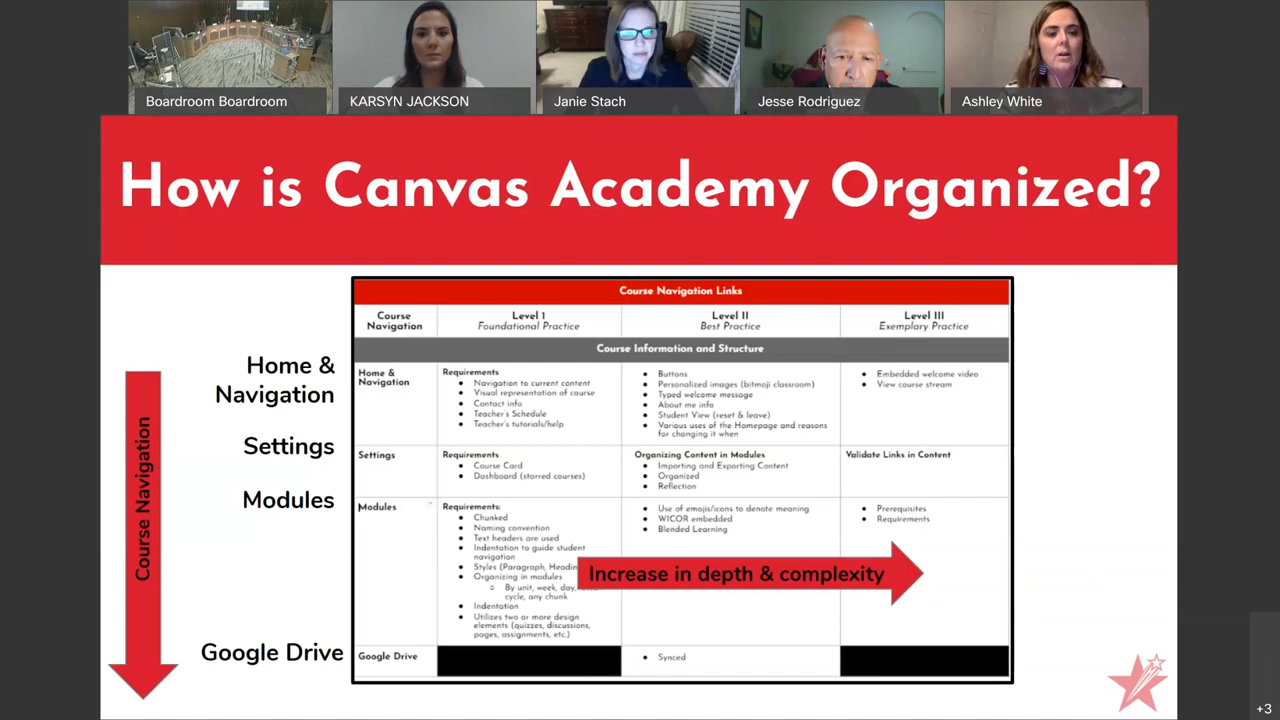 Boardroom Boardroom
KARSYN JACKSON
Janie Stach
Jesse Rodriguez
Ashley White
How is Canvas Academy Organized?
Course Navigation
Home &
Navigation
Settings
Modules
Google Drive
Course Navigation Links
Course
Navigation
Level 1
Foundational Practice
Level II
Best Practice
Level III
Exemplary Practice
Course Information and Structure
Home &
Navigation
Requirements
Navigation to current content
Visual representation of course
Contact info
Teacher's Schedule
Teacher's tutorials/help
Buttons
Personalized images (bitmoji classroom)
Typed welcome message
About me info
Student View (reset & leave)
Various uses of the Homepage and reasons
for changing it when
Embedded welcome video
View course stream
Settings
Requirements
Course Card
Dashboard (starred courses)
Organizing Content in Modules
Importing and Exporting Content
Organized
Reflection
Validate Links in Content
Modules
Requirements:
Chunked
Naming convention
Text headers are used
Indentation to guide student
navigation
Styles (Paragraph,
Organizing in modules
By unit, week, day,
cycle, any chunk
Indentation
Utilizes two or more design
elements (quizzes, discussions,
pages, assignments, etc.)
Use of emojis/icons to denote meaning
WICOR embedded
Blended Learning
Prerequisites
Requirements
Increase in depth & complexity
Google Drive
Synced
+3